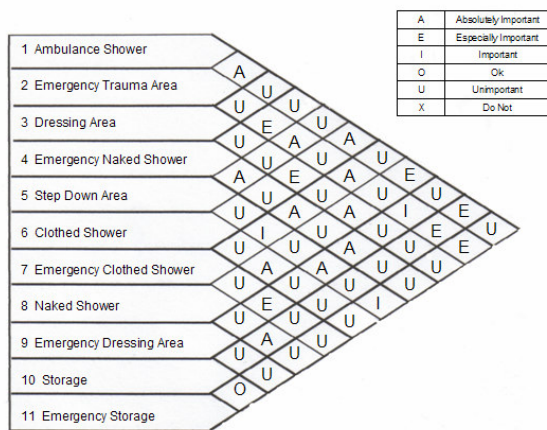 A Absolutely Important
E Especially Important
I Important
O Ok
U Unimportant
X Do Not
1 Ambulance Shower
A
2 Emergency Trauma Area
U
U U
3 Dressing Area
E U
U A A
4 Emergency Naked Shower
U U U
A E A E
5 Step Down Area
U U U U
U A A I E
6 Clothed Shower
I U U E U
U U A U E
7 Emergency Clothed Shower
A A U U
U U U U
8 Naked Shower
E U I
U U U
9 Emergency Dressing Area
A U
U U
10 Storage
U
O
11 Emergency Storage